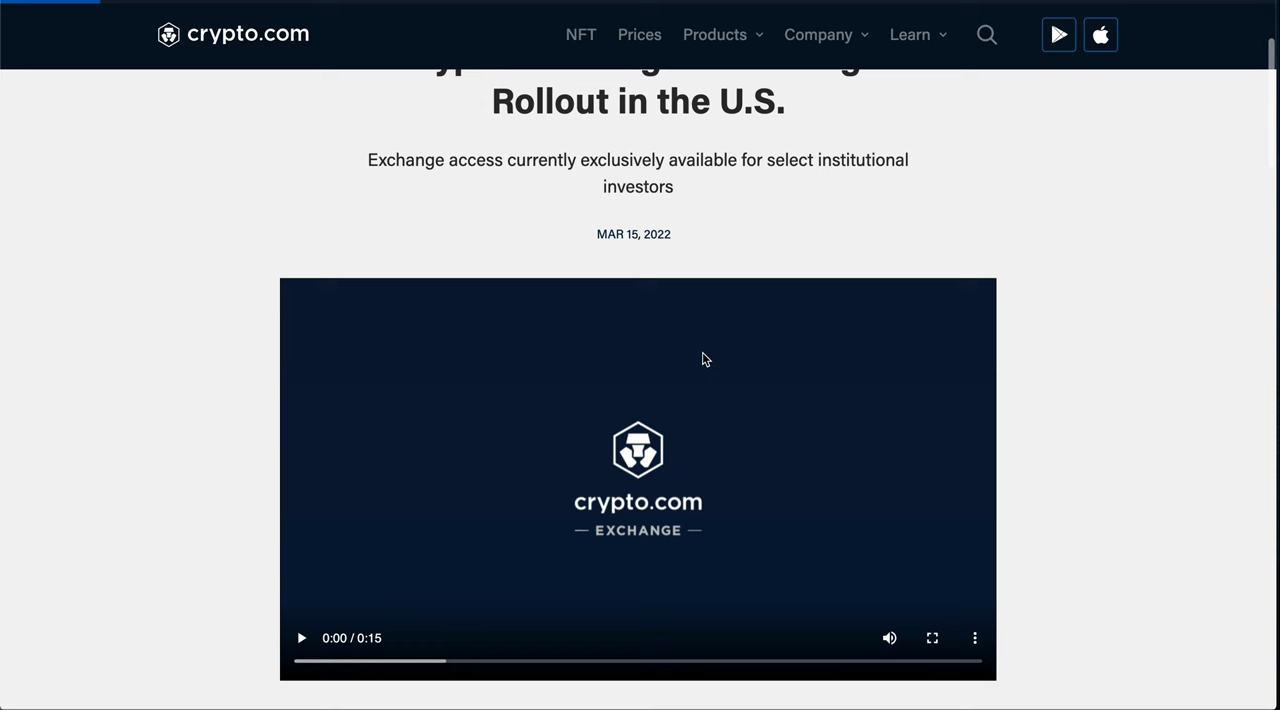 crypto.com
NFT Prices Products Company Learn
Rollout in the U.S.
Exchange access currently exclusively available for select institutional
investors
MAR 15, 2022
crypto.com
— EXCHANGE —
0:00 / 0:15